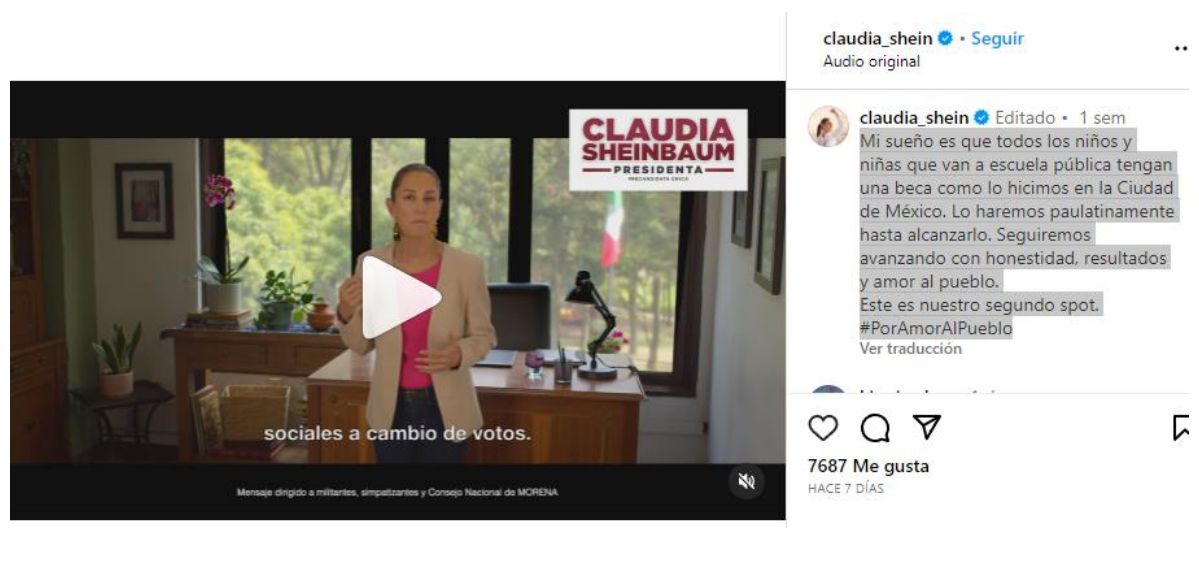 claudia_shein • Seguir
Audio original
CLAUDIA
SHEINBAUM
PRESIDENTA
PRECANDIDATA ÚNICA
sociales a cambio de votos.
Mensaje dirigido a militantes, simpatizantes y Consejo Nacional de MORENA
claudia_shein Editado • 1 sem
Mi sueño es que todos los niños y
niñas que van a escuela pública tengan
una beca como lo hicimos en la Ciudad
de México. Lo haremos paulatinamente
hasta alcanzarlo. Seguiremos
avanzando con honestidad, resultados
y amor al pueblo.
Este es nuestro segundo spot.
#PorAmorAlPueblo
Ver traducción
7687 Me gusta
HACE 7 DÍAS